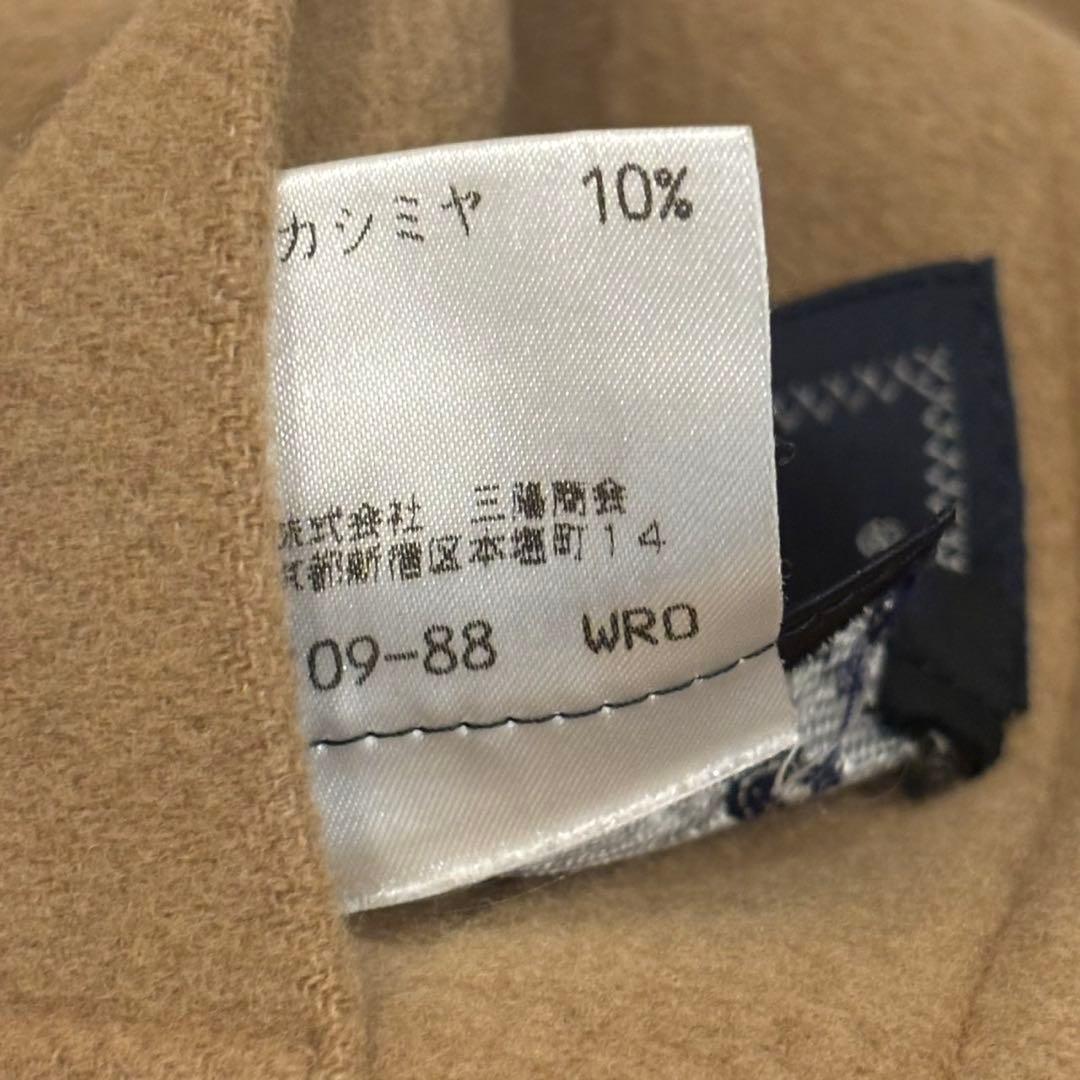 カシミヤ 10%
株式会社 三陽商会
京都新宿区本塩町14
09-88 WRO